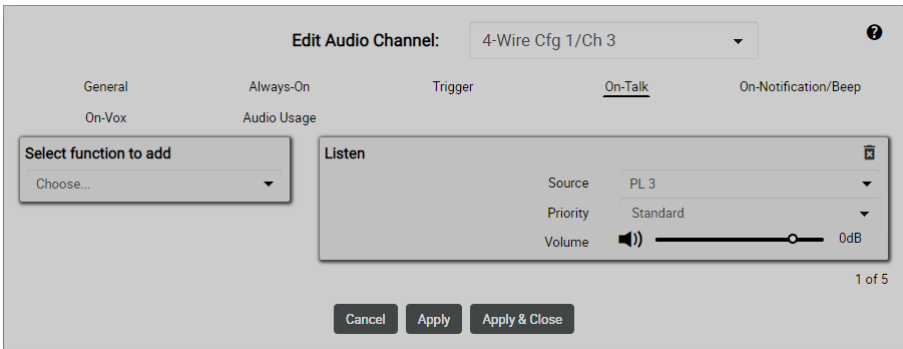 Edit Audio Channel: 4-Wire Cfg 1/Ch 3
General Always-On Trigger On-Talk On-Notification/Beep
On-Vox Audio Usage
Select function to add
Choose...
Listen
Source PL 3
Priority Standard
Volume 0dB
1 of 5
Cancel Apply Apply & Close